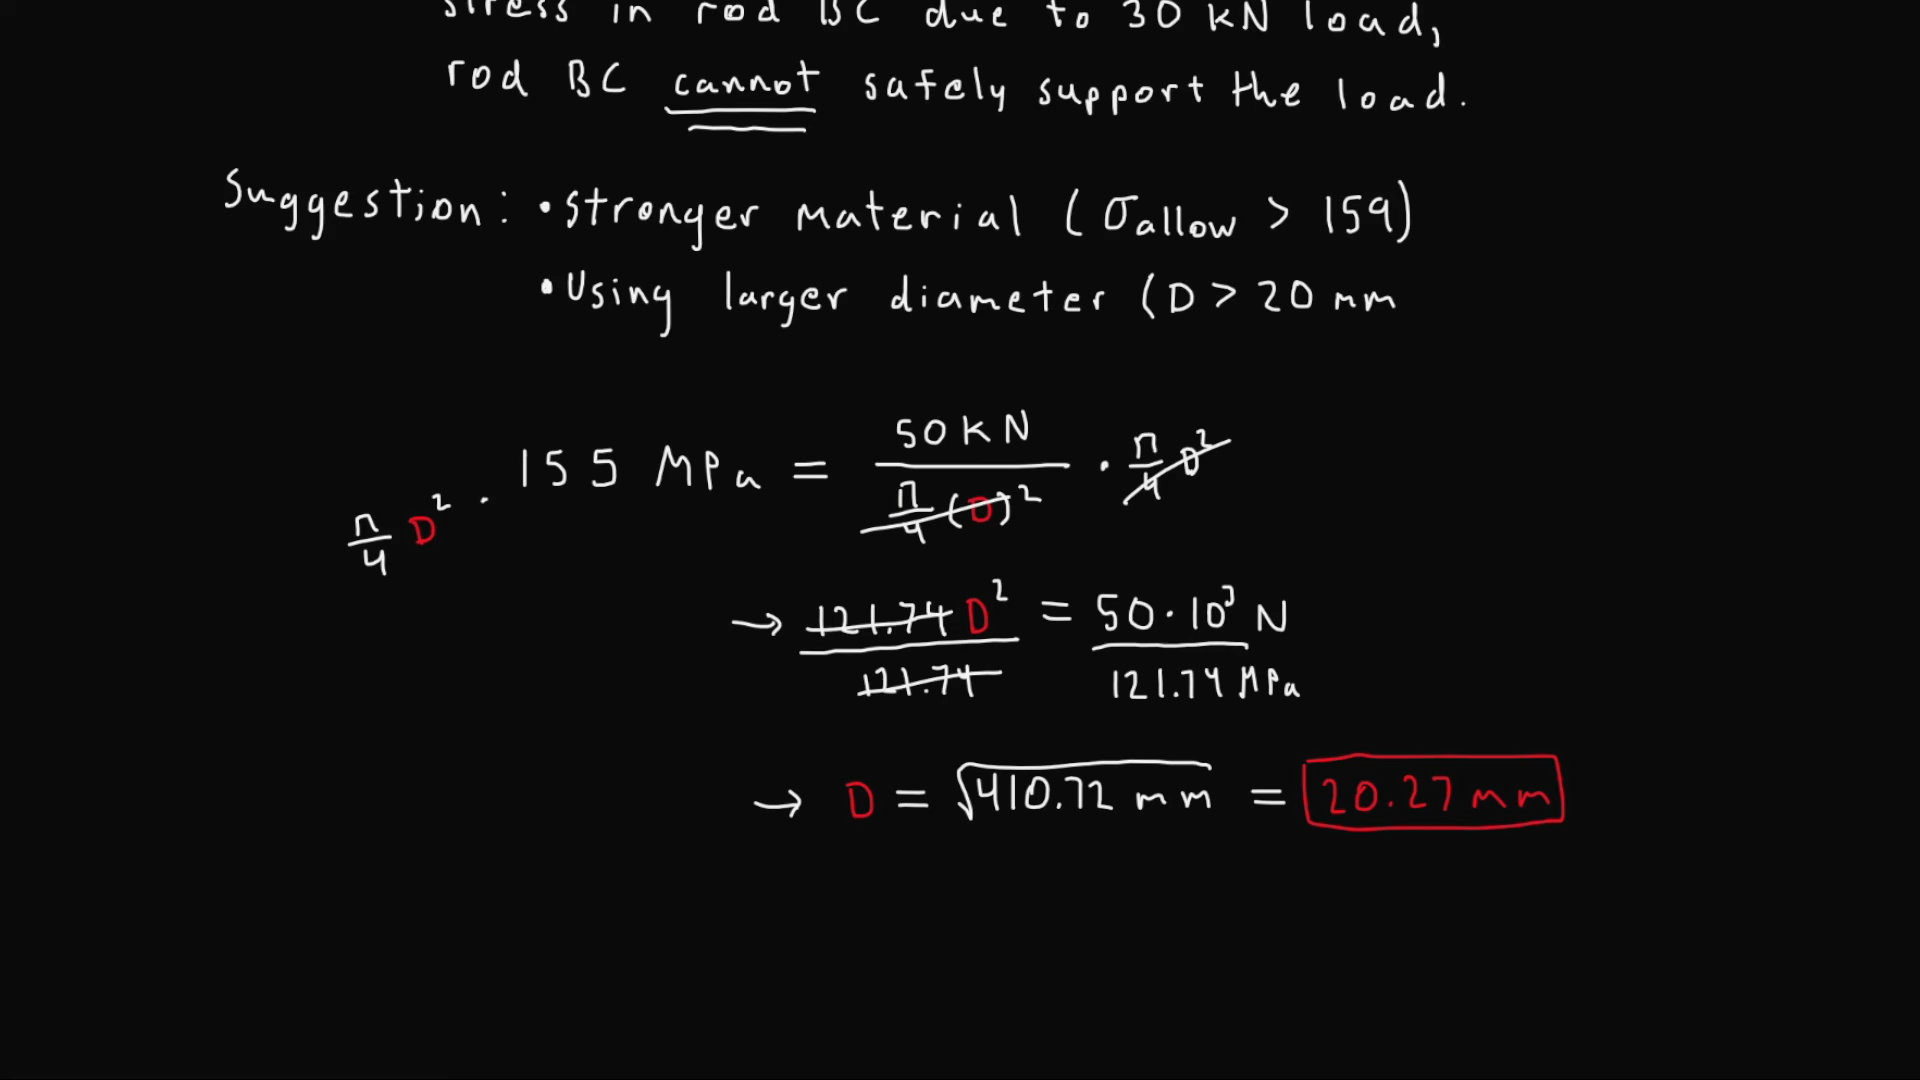 stress in rod BC due to 30 kN load,
rod BC cannot safely support the load.
Suggestion: • stronger material (σallow > 159)
• Using larger diameter (D > 20 mm
π/4 D² · 155 MPa = 50 kN / π/4 (D)² · π/4 D²
→ 121.74 D² / 121.74 = 50·10³ N / 121.74 MPa
→ D = √410.72 mm = 20.27 mm